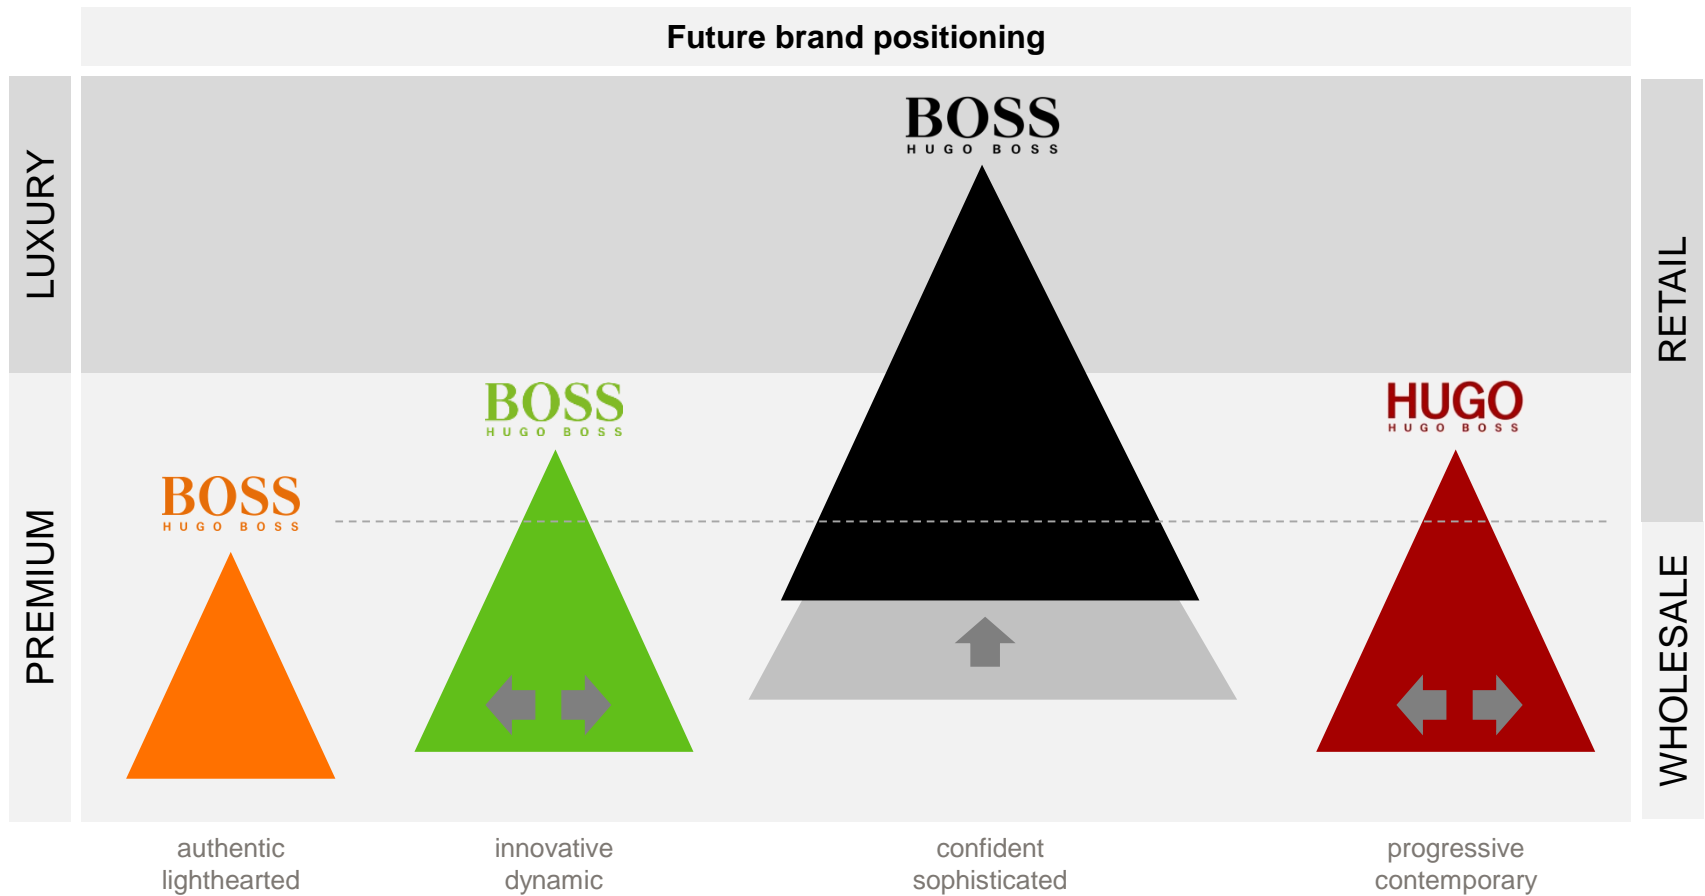 Future brand positioning
LUXURY
PREMIUM
RETAIL
WHOLESALE
BOSS
HUGO BOSS
BOSS
HUGO BOSS
BOSS
HUGO BOSS
HUGO
HUGO BOSS
authentic
lighthearted
innovative
dynamic
confident
sophisticated
progressive
contemporary